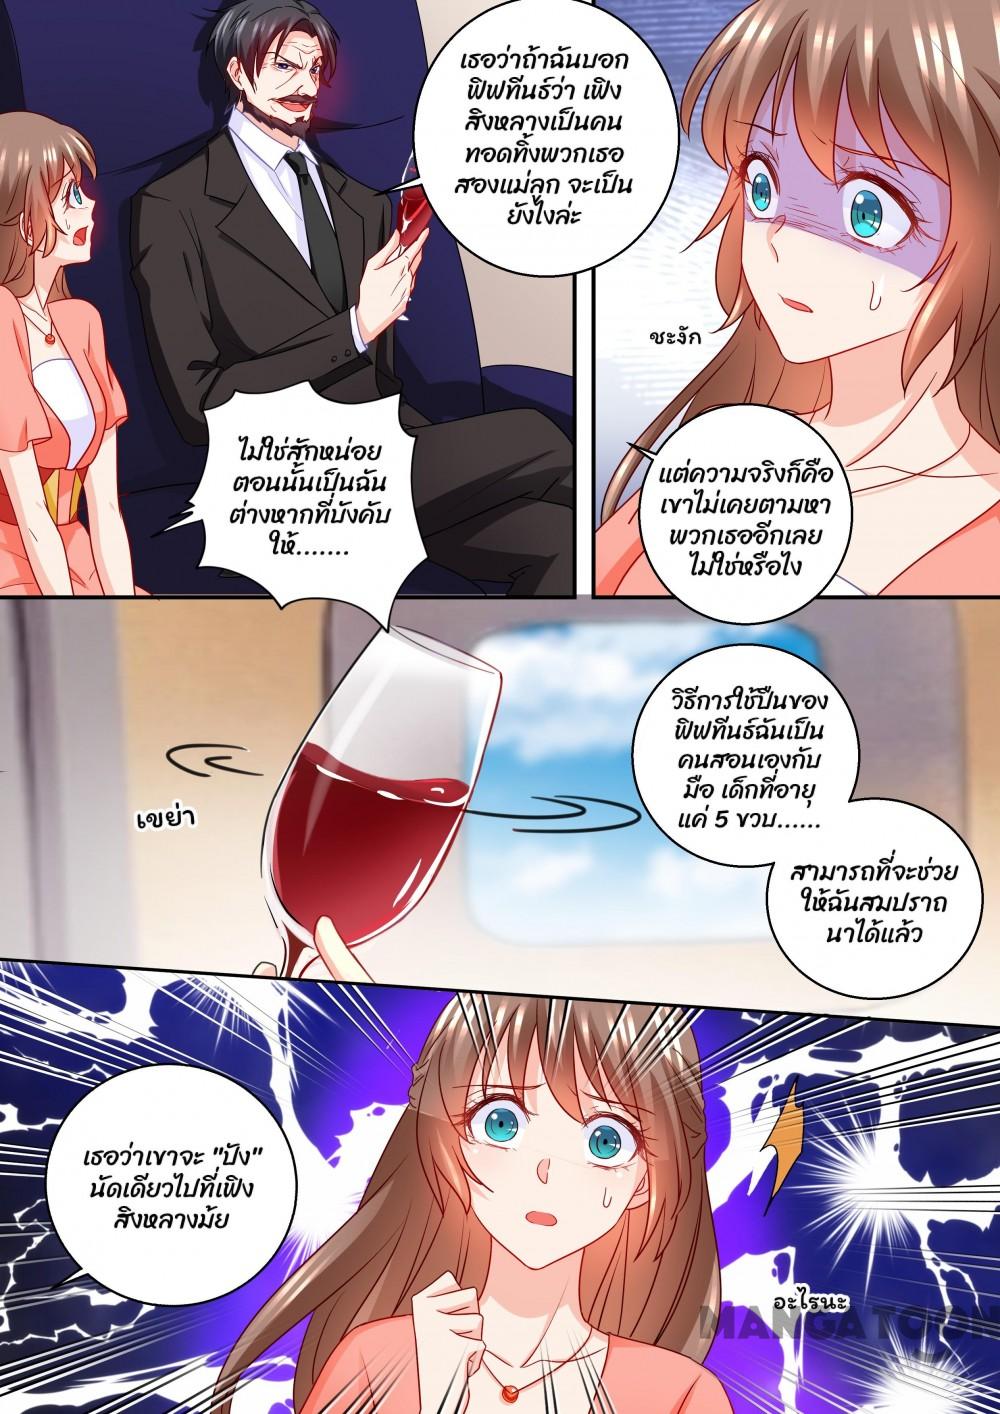 เธอว่าถ้าฉันบอก
ฟิฟทีนธ์ว่า เฟิง
สิงหลางเป็นคน
ทอดทิ้งพวกเธอ
สองแม่ลูก จะเป็น
ยังไงล่ะ
ชะงัก
ไม่ใช่สักหน่อย
ตอนนั้นเป็นฉัน
ต่างหากที่บังคับ
ให้.......
แต่ความจริงก็คือ
เขาไม่เคยตามหา
พวกเธออีกเลย
ไม่ใช่หรือไง
วิธีการใช้ปืนของ
ฟิฟทีนธ์ฉันเป็น
คนสอนเองกับ
มือ เด็กที่อายุ
แค่ 5 ขวบ......
เขย่า
สามารถที่จะช่วย
ให้ฉันสมปราถ
นาได้แล้ว
เธอว่าเขาจะ "ปัง"
นัดเดียวไปที่เฟิง
สิงหลางมั้ย
อะไรนะ
MANGATOON